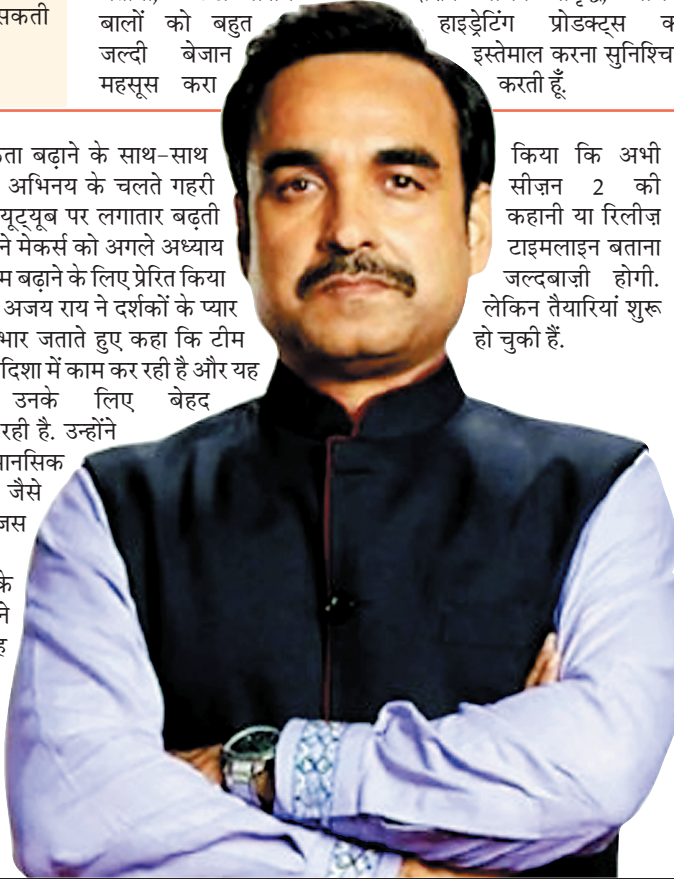 सकती
बालों को बहुत
जल्दी बेजान
महसूस करा
हाइड्रेटिंग प्रोडक्ट्स
इस्तेमाल करना सुनिश्चि
करती हूँ.
बढ़ाने के साथ-साथ
अभिनय के चलते गहरी
यूट्यूब पर लगातार बढ़ती
ने मेकर्स को अगले अध्याय
बढ़ाने के लिए प्रेरित किया
अजय राय ने दर्शकों के प्यार
जताते हुए कहा कि टीम
दिशा में काम कर रही है और यह
उनके लिए बेहद
रही है. उन्होंने
जैसे
के
ने
किया कि अभी
सीज़न 2 की
कहानी या रिलीज़
टाइमलाइन बताना
जल्दबाज़ी होगी.
लेकिन तैयारियां शुरू
हो चुकी हैं.